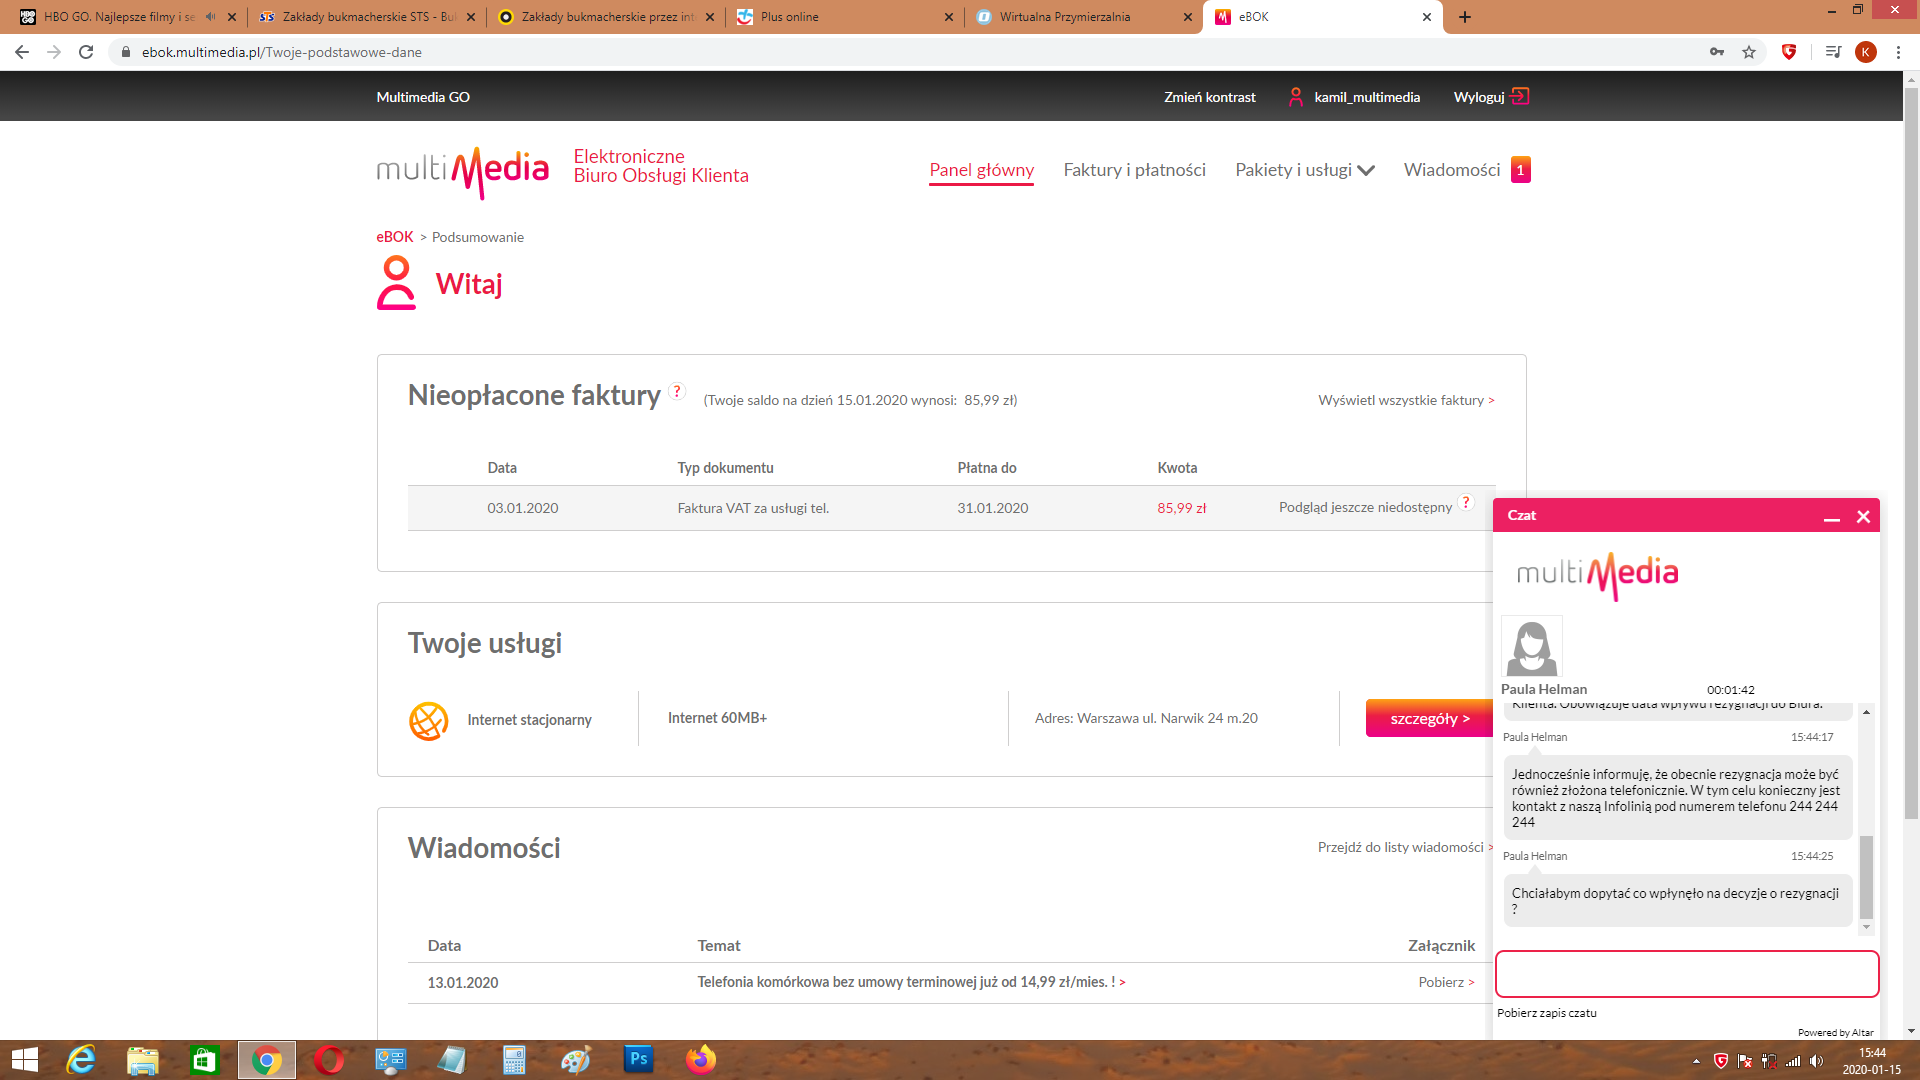 HBO GO. Najlepsze filmy i se
Zakłady bukmacherskie STS - Buk
Zakłady bukmacherskie przez inte
Plus online
Wirtualna Przymierzalnia
eBOK
ebok.multimedia.pl/Twoje-podstawowe-dane
K
Multimedia GO
Zmień kontrast
kamil_multimedia
Wyloguj
multiMedia
Elektroniczne
Biuro Obsługi Klienta
Panel główny
Faktury i płatności
Pakiety i usługi
Wiadomości
1
eBOK > Podsumowanie
Witaj
Nieopłacone faktury ?
(Twoje saldo na dzień 15.01.2020 wynosi: 85,99 zł)
Wyświetl wszystkie faktury >
Data Typ dokumentu Płatna do Kwota
03.01.2020 Faktura VAT za usługi tel. 31.01.2020 85,99 zł Podgląd jeszcze niedostępny ?
Twoje usługi
Internet stacjonarny
Internet 60MB+
Adres: Warszawa ul. Narwik 24 m.20
szczegóły >
Wiadomości
Przejdź do listy wiadomości >
Data Temat Załącznik
13.01.2020 Telefonia komórkowa bez umowy terminowej już od 14,99 zł/mies. ! > Pobierz >
Czat
multiMedia
Paula Helman 00:01:42
Klienta. Obowiązuje data wpływu rezygnacji do Biura.
Paula Helman 15:44:17
Jednocześnie informuję, że obecnie rezygnacja może być
również złożona telefonicznie. W tym celu konieczny jest
kontakt z naszą Infolinią pod numerem telefonu 244 244
244
Paula Helman 15:44:25
Chciałabym dopytać co wpłynęło na decyzje o rezygnacji
?
Pobierz zapis czatu
Powered by Altar
Ps
15:44
2020-01-15